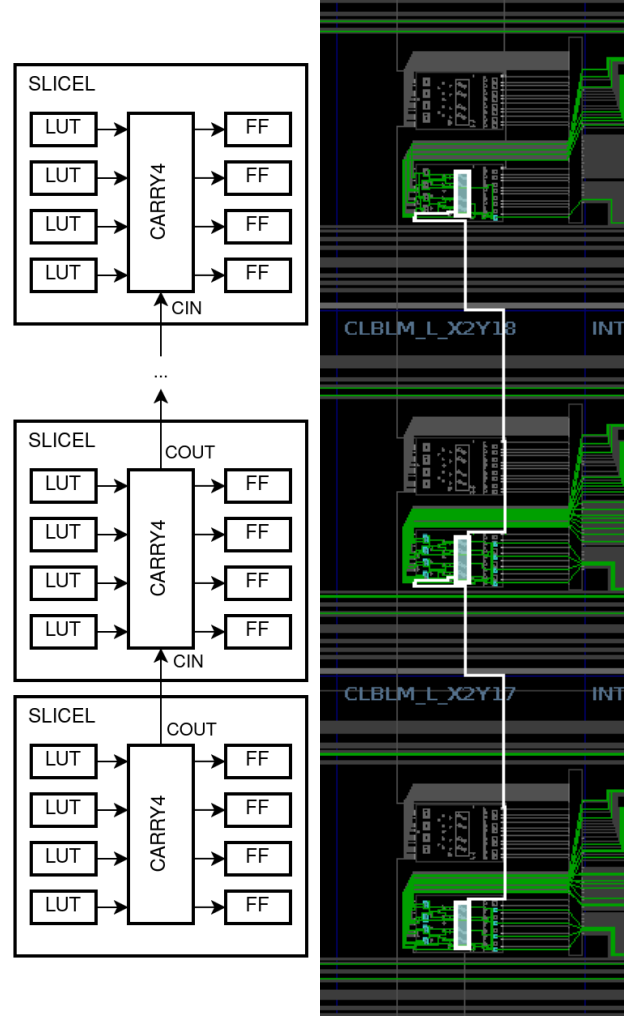 SLICEL
LUT
FF
LUT
FF
LUT
FF
LUT
FF
CARRY4
CIN
...
SLICEL
COUT
LUT
FF
LUT
FF
LUT
FF
LUT
FF
CARRY4
CIN
SLICEL
COUT
LUT
FF
LUT
FF
LUT
FF
LUT
FF
CARRY4
CLBLM_L_X2Y18
INT
CLBLM_L_X2Y17
INT